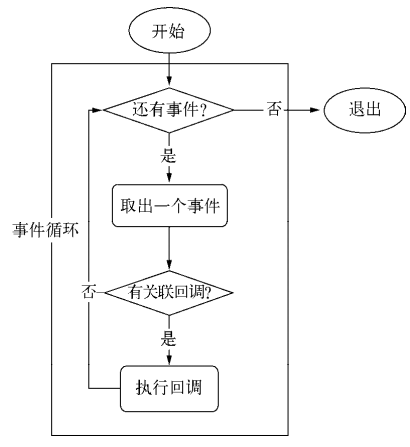 开始
还有事件?
否
退出
是
取出一个事件
事件循环
有关联回调?
否
是
执行回调